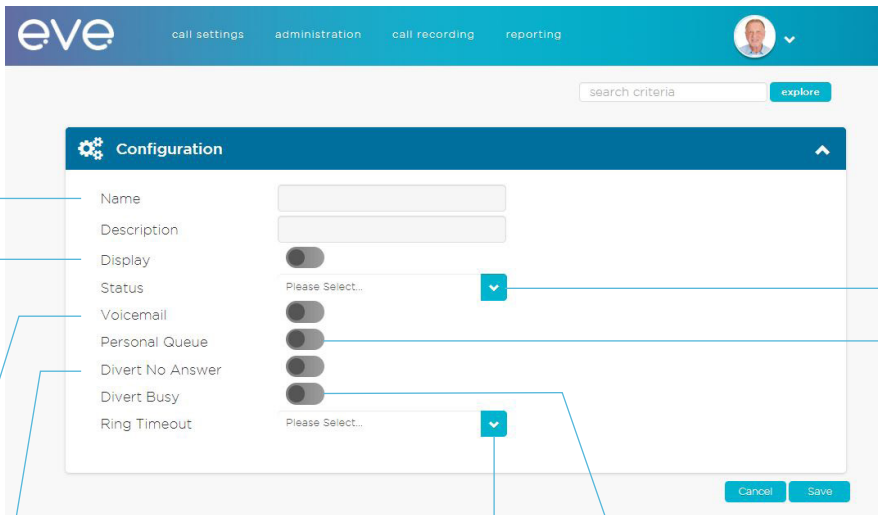 eve
call settings administration call recording reporting
search criteria explore
Configuration
Name
Description
Display
Status Please Select...
Voicemail
Personal Queue
Divert No Answer
Divert Busy
Ring Timeout Please Select...
Cancel Save